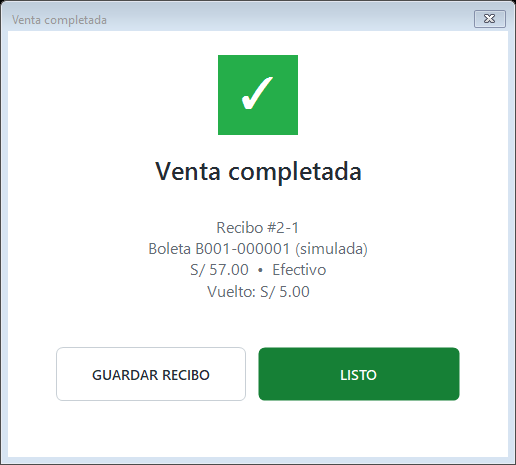 Venta completada
Venta completada
Recibo #2-1
Boleta B001-000001 (simulada)
S/ 57.00 • Efectivo
Vuelto: S/ 5.00
GUARDAR RECIBO
LISTO